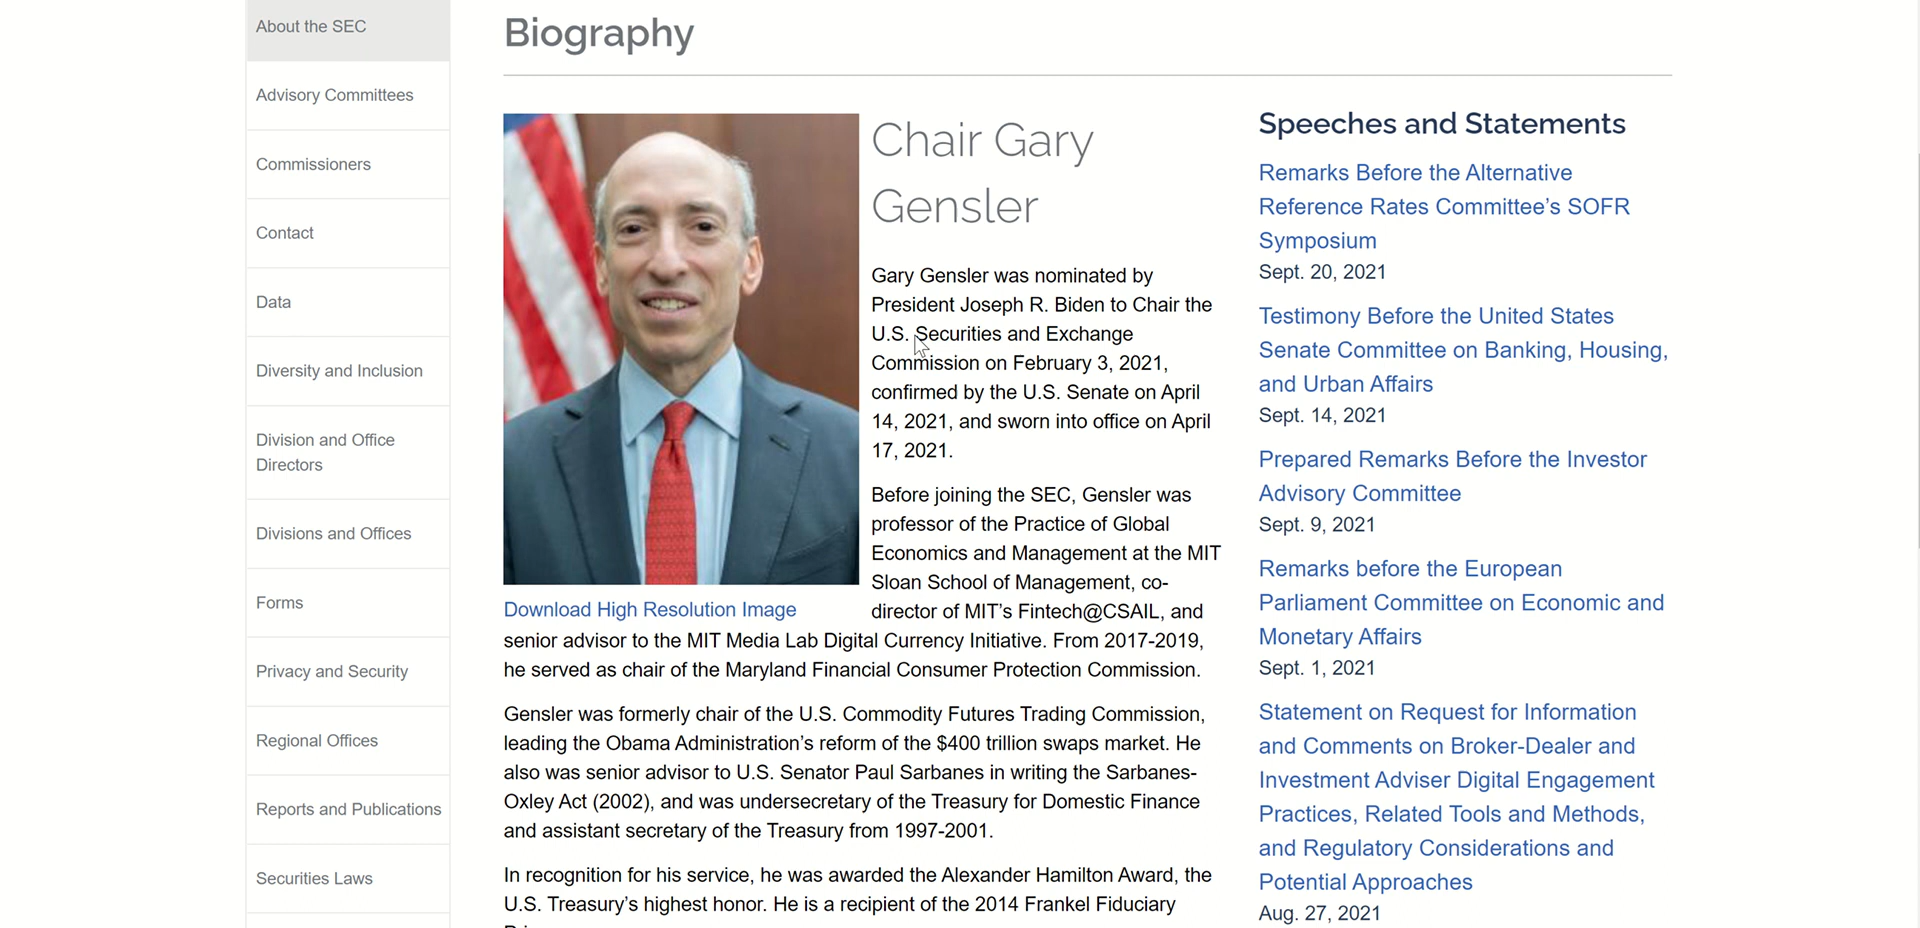 About the SEC
Advisory Committees
Commissioners
Contact
Data
Diversity and Inclusion
Division and Office
Directors
Divisions and Offices
Forms
Privacy and Security
Regional Offices
Reports and Publications
Securities Laws
Biography
Chair Gary
Gensler
Gary Gensler was nominated by
President Joseph R. Biden to Chair the
U.S. Securities and Exchange
Commission on February 3, 2021,
confirmed by the U.S. Senate on April
14, 2021, and sworn into office on April
17, 2021.
Before joining the SEC, Gensler was
professor of the Practice of Global
Economics and Management at the MIT
Sloan School of Management, co-
director of MIT’s Fintech@CSAIL, and
Download High Resolution Image
senior advisor to the MIT Media Lab Digital Currency Initiative. From 2017-2019,
he served as chair of the Maryland Financial Consumer Protection Commission.
Gensler was formerly chair of the U.S. Commodity Futures Trading Commission,
leading the Obama Administration’s reform of the $400 trillion swaps market. He
also was senior advisor to U.S. Senator Paul Sarbanes in writing the Sarbanes-
Oxley Act (2002), and was undersecretary of the Treasury for Domestic Finance
and assistant secretary of the Treasury from 1997-2001.
In recognition for his service, he was awarded the Alexander Hamilton Award, the
U.S. Treasury’s highest honor. He is a recipient of the 2014 Frankel Fiduciary
Speeches and Statements
Remarks Before the Alternative
Reference Rates Committee’s SOFR
Symposium
Sept. 20, 2021
Testimony Before the United States
Senate Committee on Banking, Housing,
and Urban Affairs
Sept. 14, 2021
Prepared Remarks Before the Investor
Advisory Committee
Sept. 9, 2021
Remarks before the European
Parliament Committee on Economic and
Monetary Affairs
Sept. 1, 2021
Statement on Request for Information
and Comments on Broker-Dealer and
Investment Adviser Digital Engagement
Practices, Related Tools and Methods,
and Regulatory Considerations and
Potential Approaches
Aug. 27, 2021